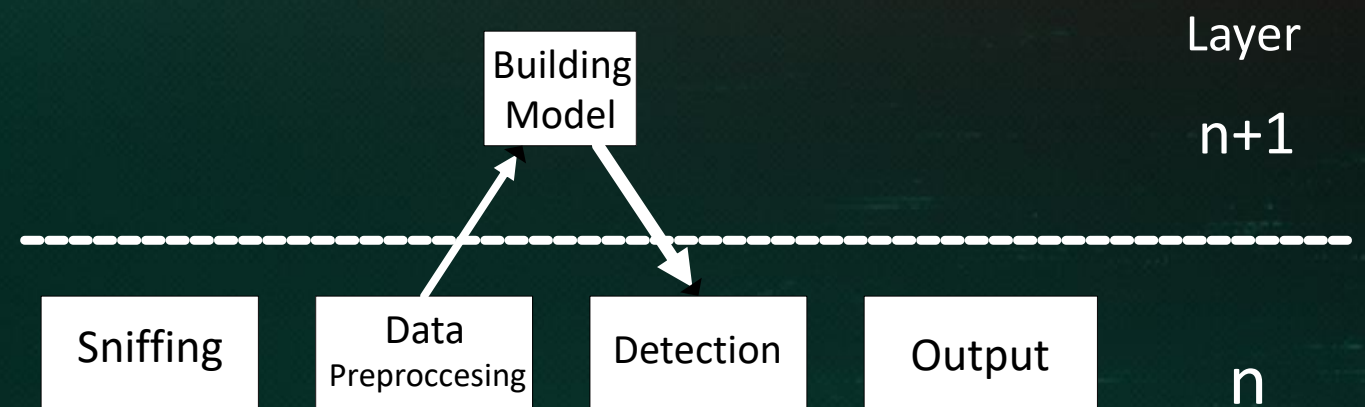 Layer
Building
Model
n+1
Sniffing
Data
Preproccesing
Detection
Output
n